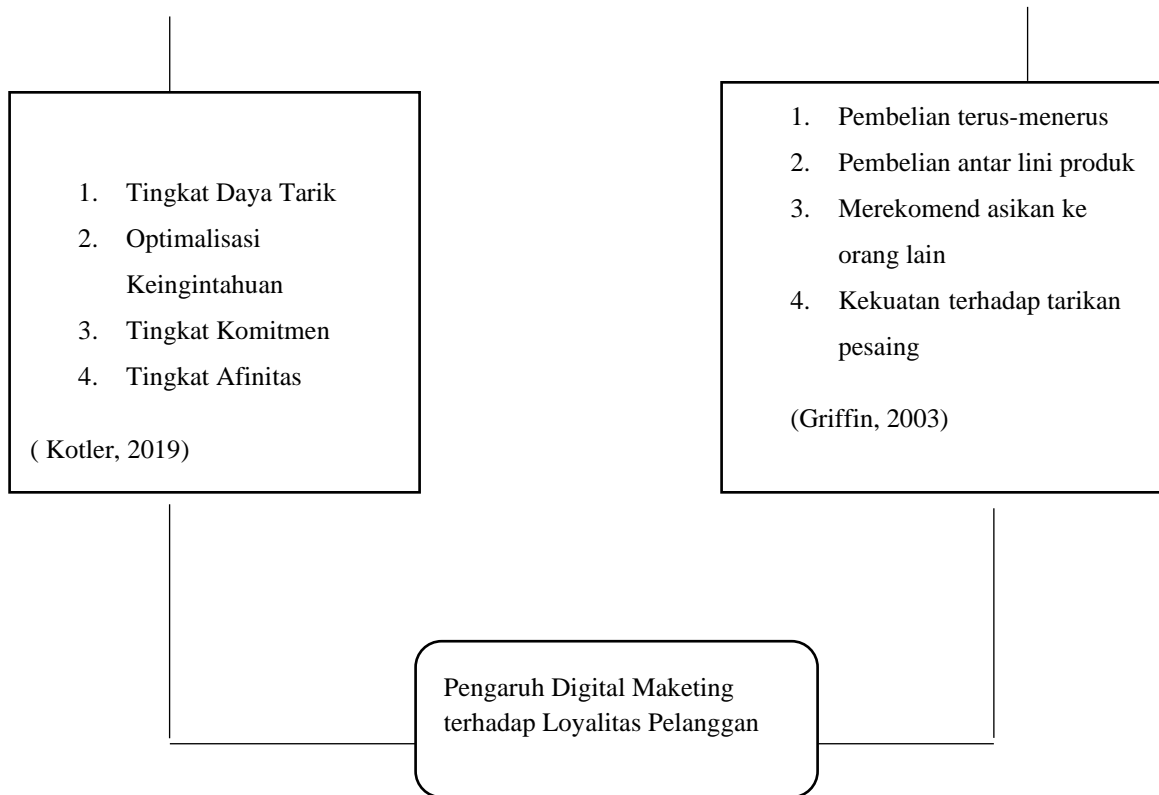 1. Tingkat Daya Tarik
2. Optimalisasi
Keingintahuan
3. Tingkat Komitmen
4. Tingkat Afinitas
( Kotler, 2019)
1. Pembelian terus-menerus
2. Pembelian antar lini produk
3. Merekomend asikan ke
orang lain
4. Kekuatan terhadap tarikan
pesaing
(Griffin, 2003)
Pengaruh Digital Maketing
terhadap Loyalitas Pelanggan